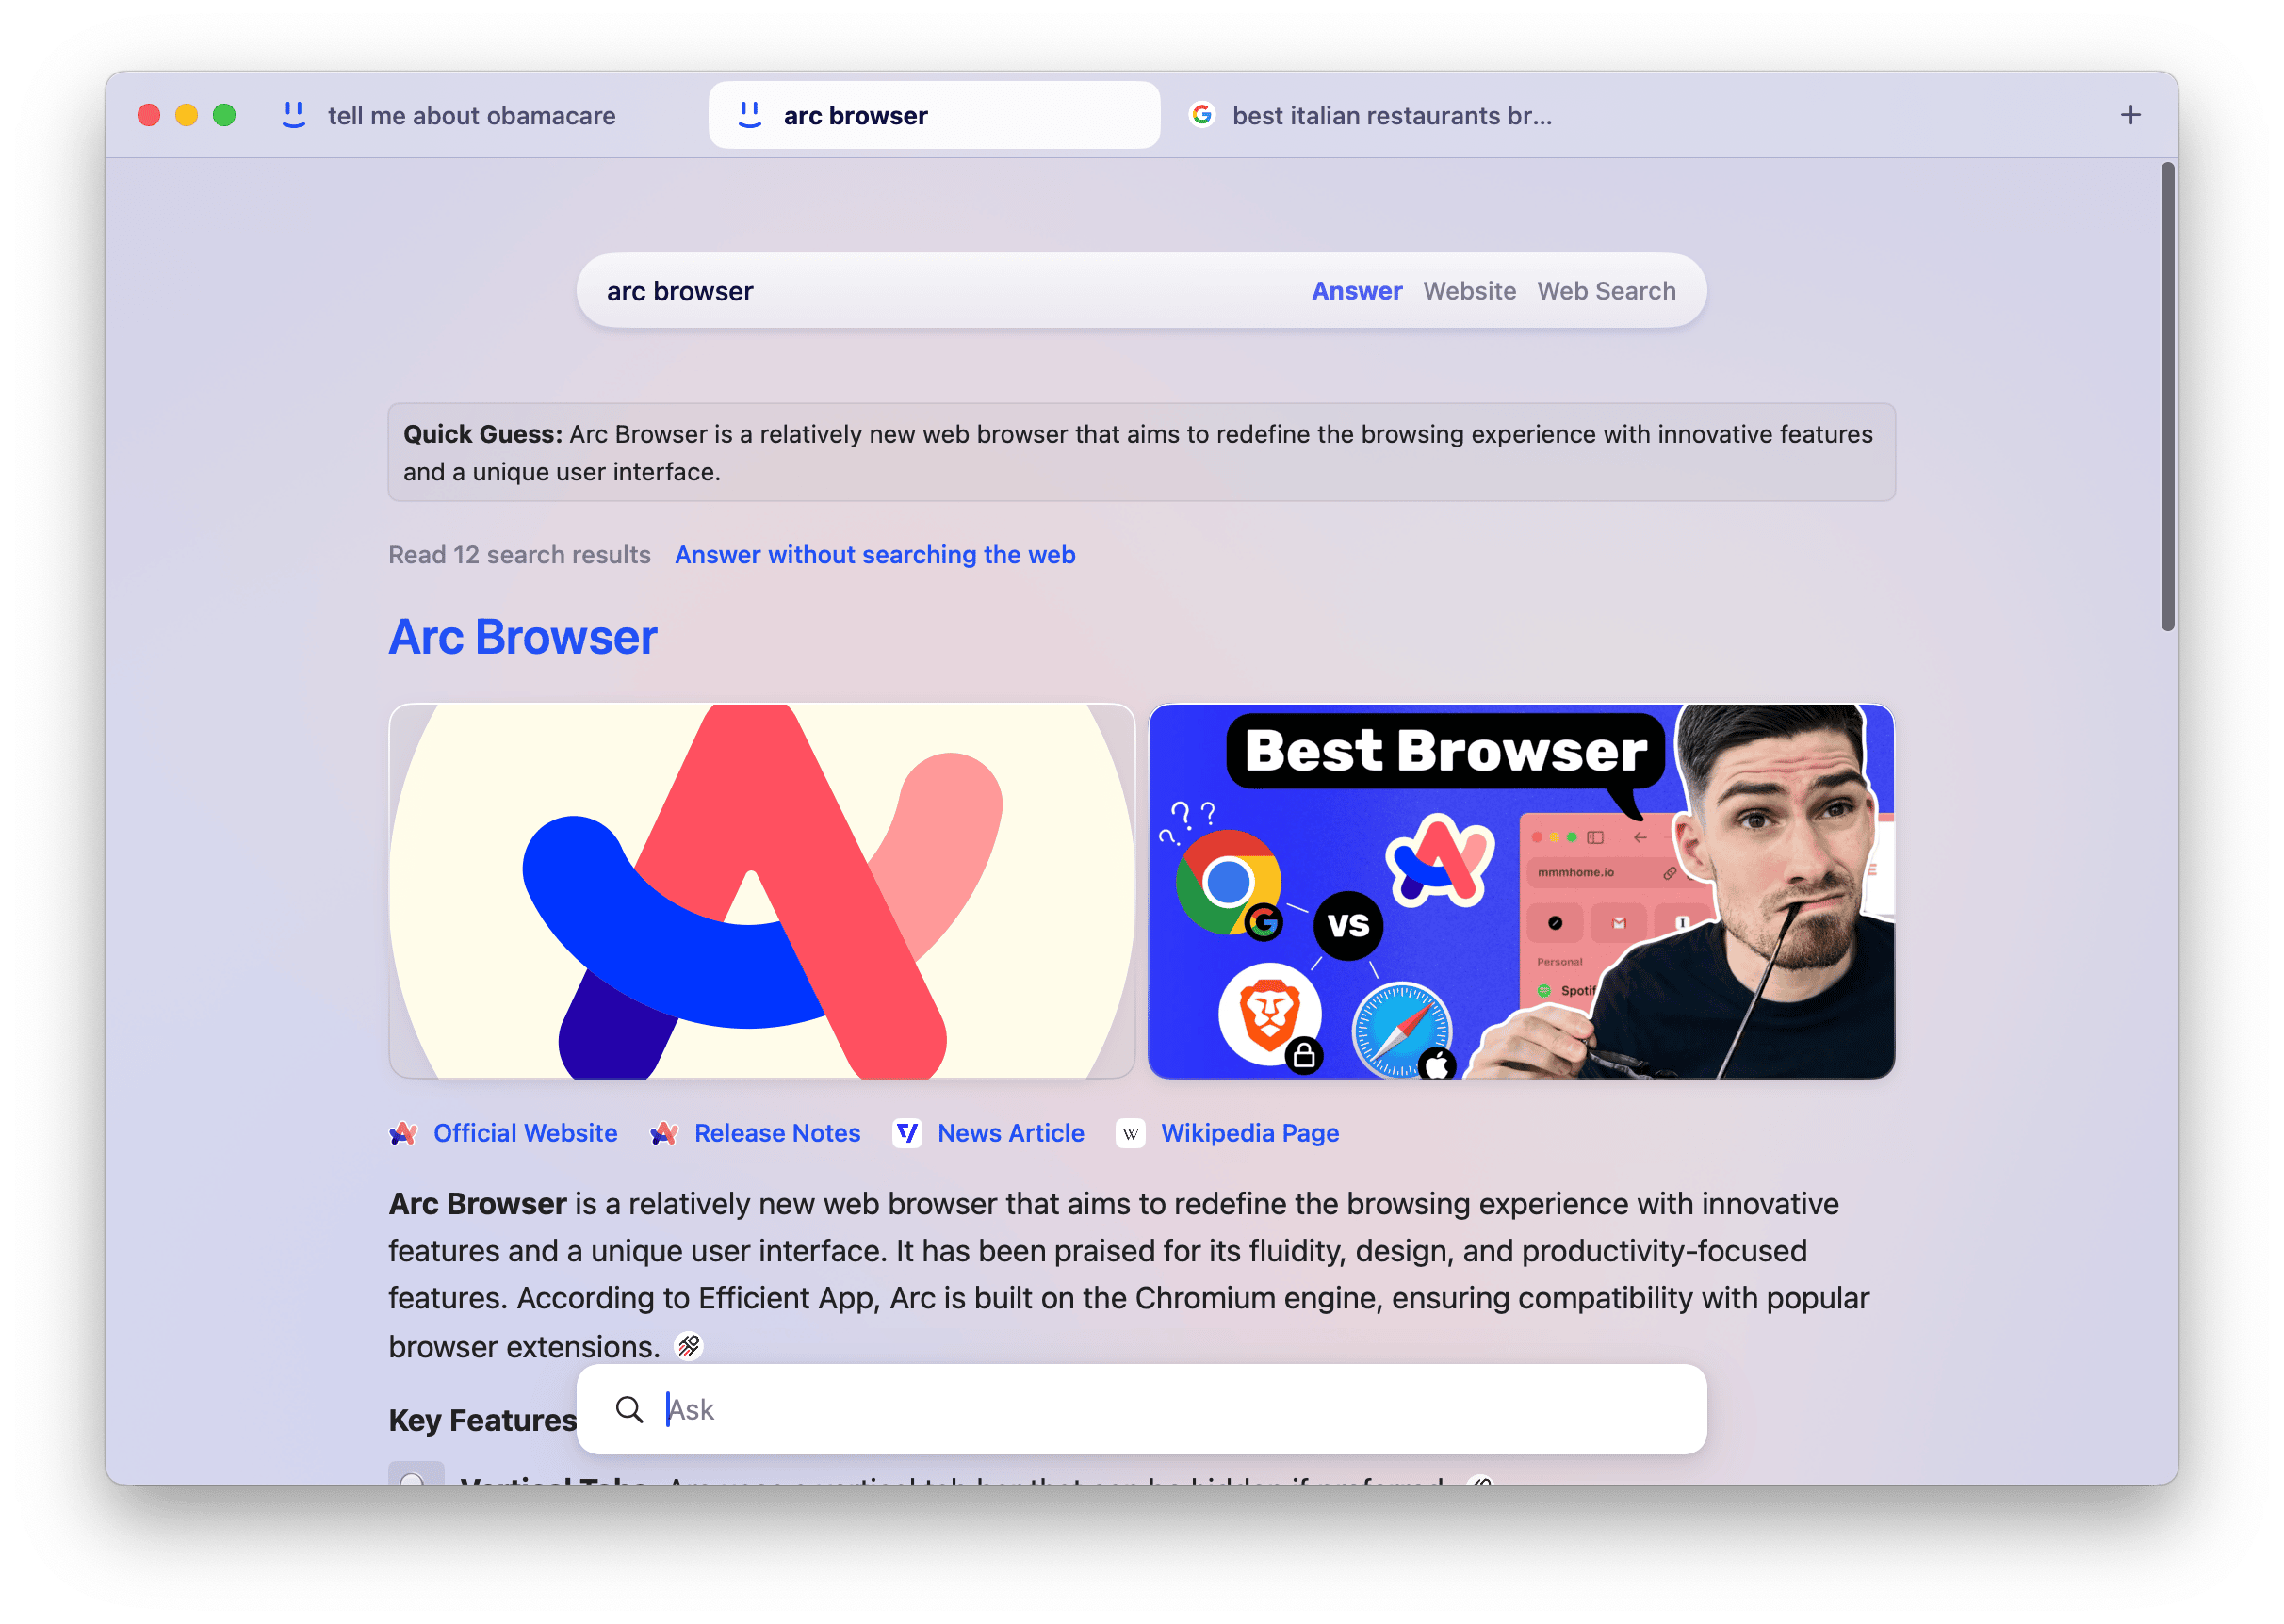 tell me about obamacare
arc browser
best italian restaurants br...
arc browser
Answer Website Web Search
Quick Guess: Arc Browser is a relatively new web browser that aims to redefine the browsing experience with innovative features
and a unique user interface.
Read 12 search results Answer without searching the web
Arc Browser
Best Browser
???
VS
mmmhome.io
Personal
Spotif
Official Website
Release Notes
News Article
W Wikipedia Page
Arc Browser is a relatively new web browser that aims to redefine the browsing experience with innovative
features and a unique user interface. It has been praised for its fluidity, design, and productivity-focused
features. According to Efficient App, Arc is built on the Chromium engine, ensuring compatibility with popular
browser extensions.
Ask
Key Features